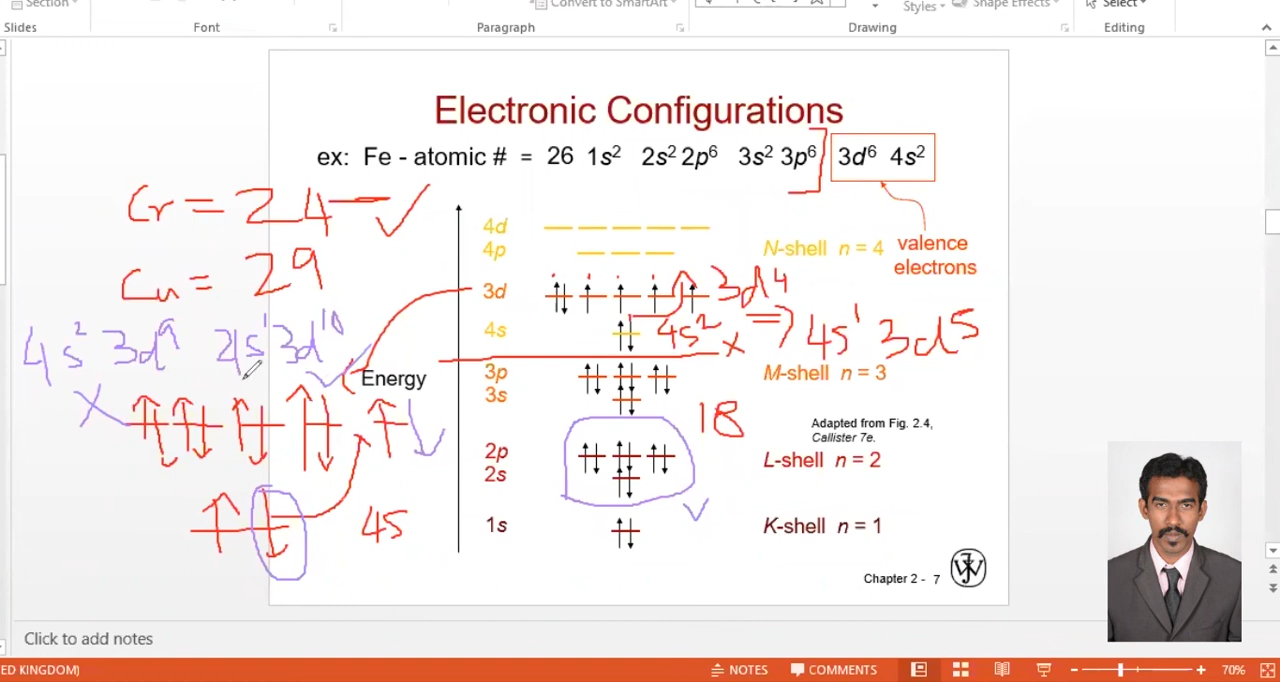 Section
Convert to SmartArt
Styles
Shape Effects
Select
Slides
Font
Paragraph
Drawing
Editing
Electronic Configurations
ex: Fe - atomic # = 26 1s² 2s² 2p⁶ 3s² 3p⁶ ] 3d⁶ 4s²
Cr = 24 - ✓
Cu = 29
4s² 3d⁹
4s¹ 3d¹⁰ ✓
X
4s
4d
4p
3d
4s
Energy
3p
3s
2p
2s
1s
N-shell n = 4
valence
electrons
3d⁴
4s² x => 4s¹ 3d⁵
M-shell n = 3
18
Adapted from Fig. 2.4,
Callister 7e.
L-shell n = 2
K-shell n = 1
Chapter 2 - 7
Click to add notes
ED KINGDOM)
NOTES
COMMENTS
70%